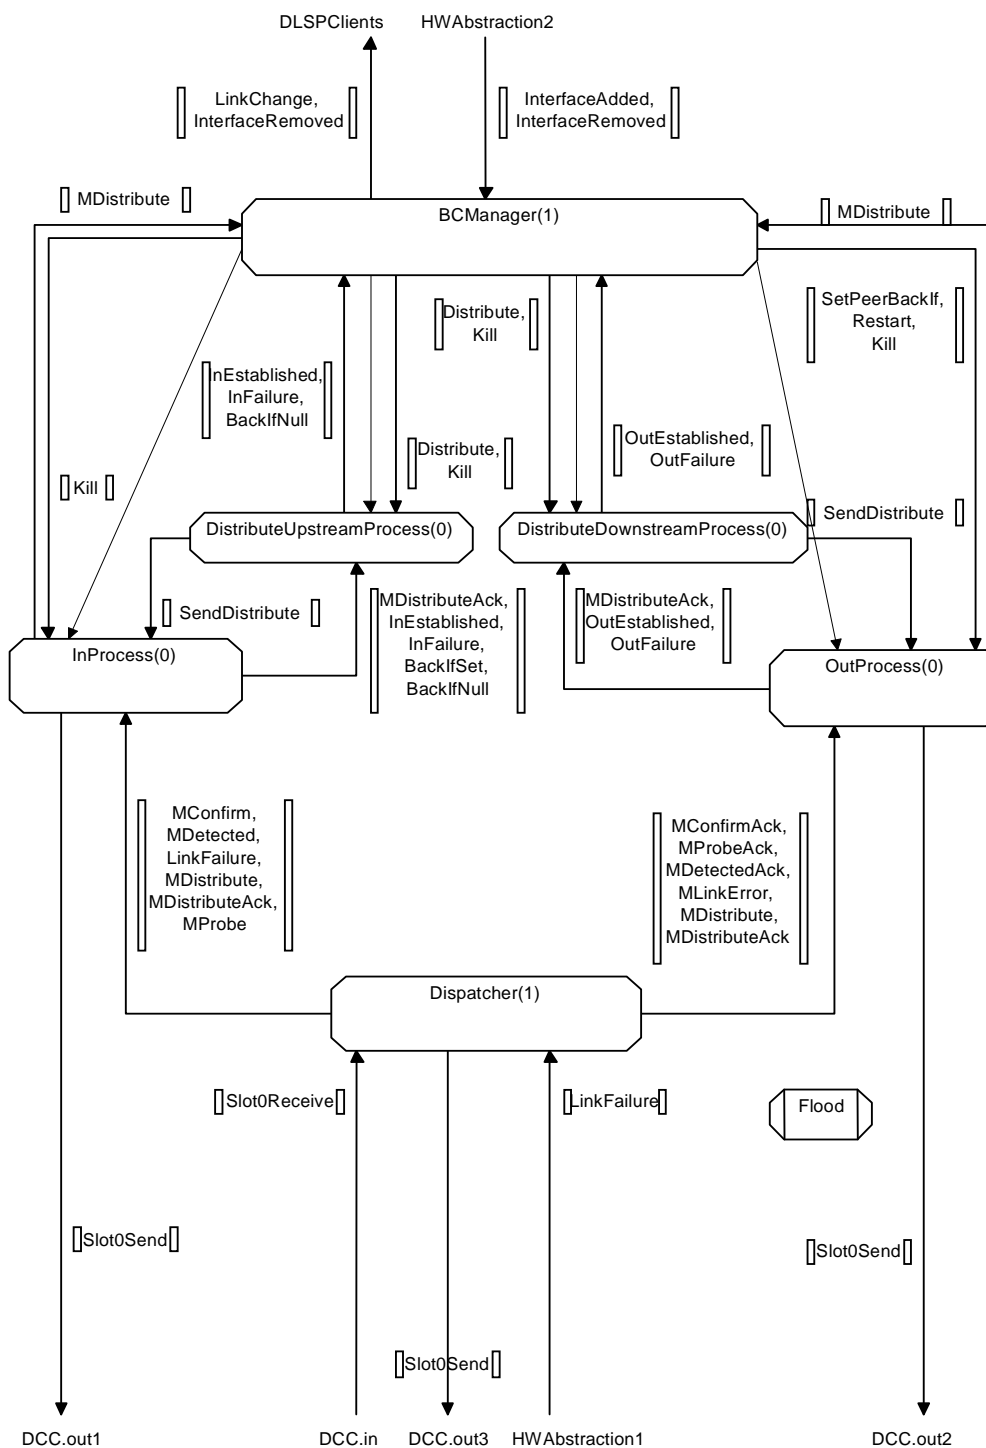 DLSPClients
HWAbstraction2
LinkChange,
InterfaceRemoved
InterfaceAdded,
InterfaceRemoved
MDistribute
BCManager(1)
MDistribute
Distribute,
Kill
SetPeerBackIf,
Restart,
Kill
InEstablished,
InFailure,
BackIfNull
Distribute,
Kill
OutEstablished,
OutFailure
Kill
DistributeUpstreamProcess(0)
DistributeDownstreamProcess(0)
SendDistribute
SendDistribute
MDistributeAck,
InEstablished,
InFailure,
BackIfSet,
BackIfNull
MDistributeAck,
OutEstablished,
OutFailure
InProcess(0)
OutProcess(0)
MConfirm,
MDetected,
LinkFailure,
MDistribute,
MDistributeAck,
MProbe
MConfirmAck,
MProbeAck,
MDetectedAck,
MLinkError,
MDistribute,
MDistributeAck
Dispatcher(1)
Slot0Receive
LinkFailure
Flood
Slot0Send
Slot0Send
Slot0Send
DCC.out1
DCC.in
DCC.out3
HWAbstraction1
DCC.out2